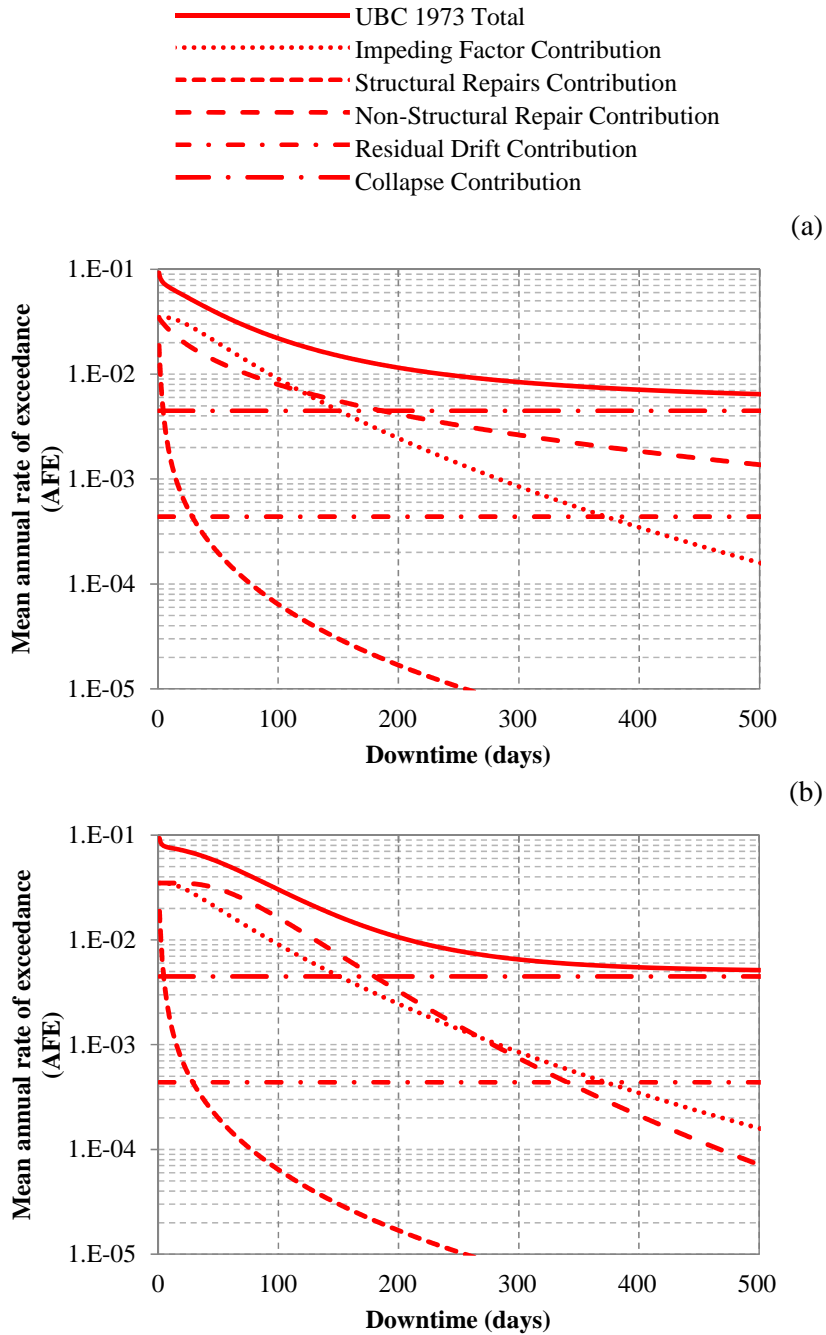 UBC 1973 Total
Impeding Factor Contribution
Structural Repairs Contribution
Non-Structural Repair Contribution
Residual Drift Contribution
Collapse Contribution
(a)
1.E-01
1.E-02
1.E-03
1.E-04
1.E-05
Mean annual rate of exceedance
(AFE)
0 100 200 300 400 500
Downtime (days)
(b)
1.E-01
1.E-02
1.E-03
1.E-04
1.E-05
Mean annual rate of exceedance
(AFE)
0 100 200 300 400 500
Downtime (days)